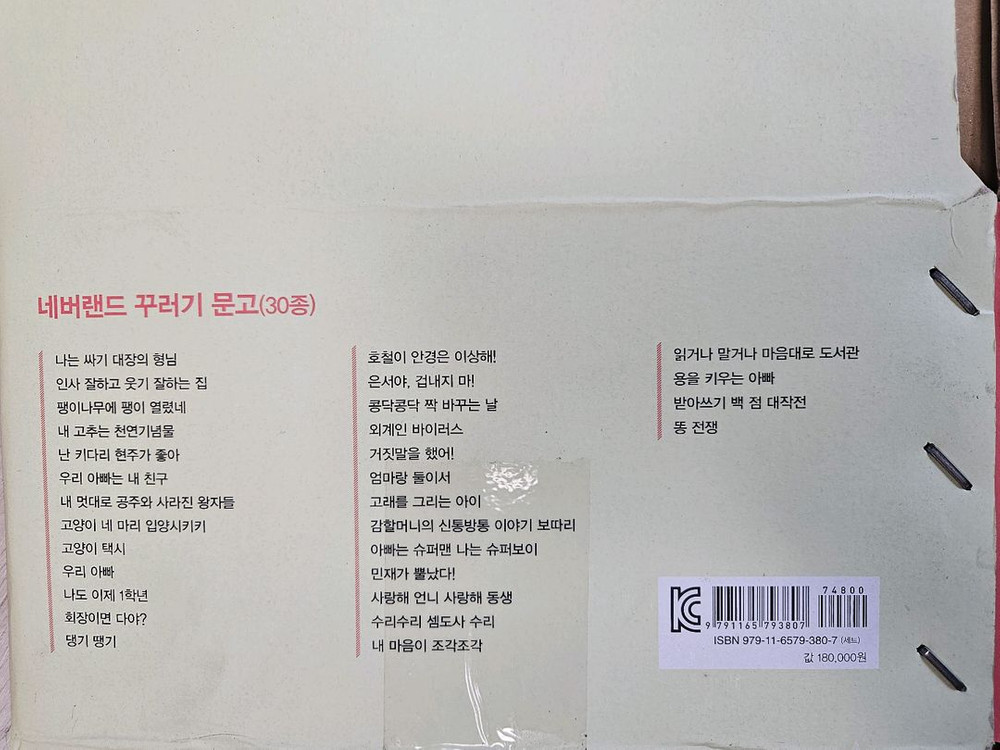 네버랜드 꾸러기 문고(30종)
나는 싸기 대장의 형님
인사 잘하고 웃기 잘하는 집
팽이나무에 팽이 열렸네
내 고추는 천연기념물
난 키다리 현주가 좋아
우리 아빠는 내 친구
내 멋대로 공주와 사라진 왕자들
고양이 네 마리 입양시키키
고양이 택시
우리 아빠
나도 이제 1학년
회장이면 다야?
댕기 땡기
호철이 안경은 이상해!
은서야, 겁내지 마!
콩닥콩닥 짝 바꾸는 날
외계인 바이러스
거짓말을 했어!
엄마랑 둘이서
고래를 그리는 아이
감할머니의 신통방통 이야기 보따리
아빠는 슈퍼맨 나는 슈퍼보이
민재가 뿔났다!
사랑해 언니 사랑해 동생
수리수리 셈도사 수리
내 마음이 조각조각
읽거나 말거나 마음대로 도서관
용을 키우는 아빠
받아쓰기 백 점 대작전
똥 전쟁
KC
74800
9 791165 793807
ISBN 979-11-6579-380-7 (세트)
값 180,000원